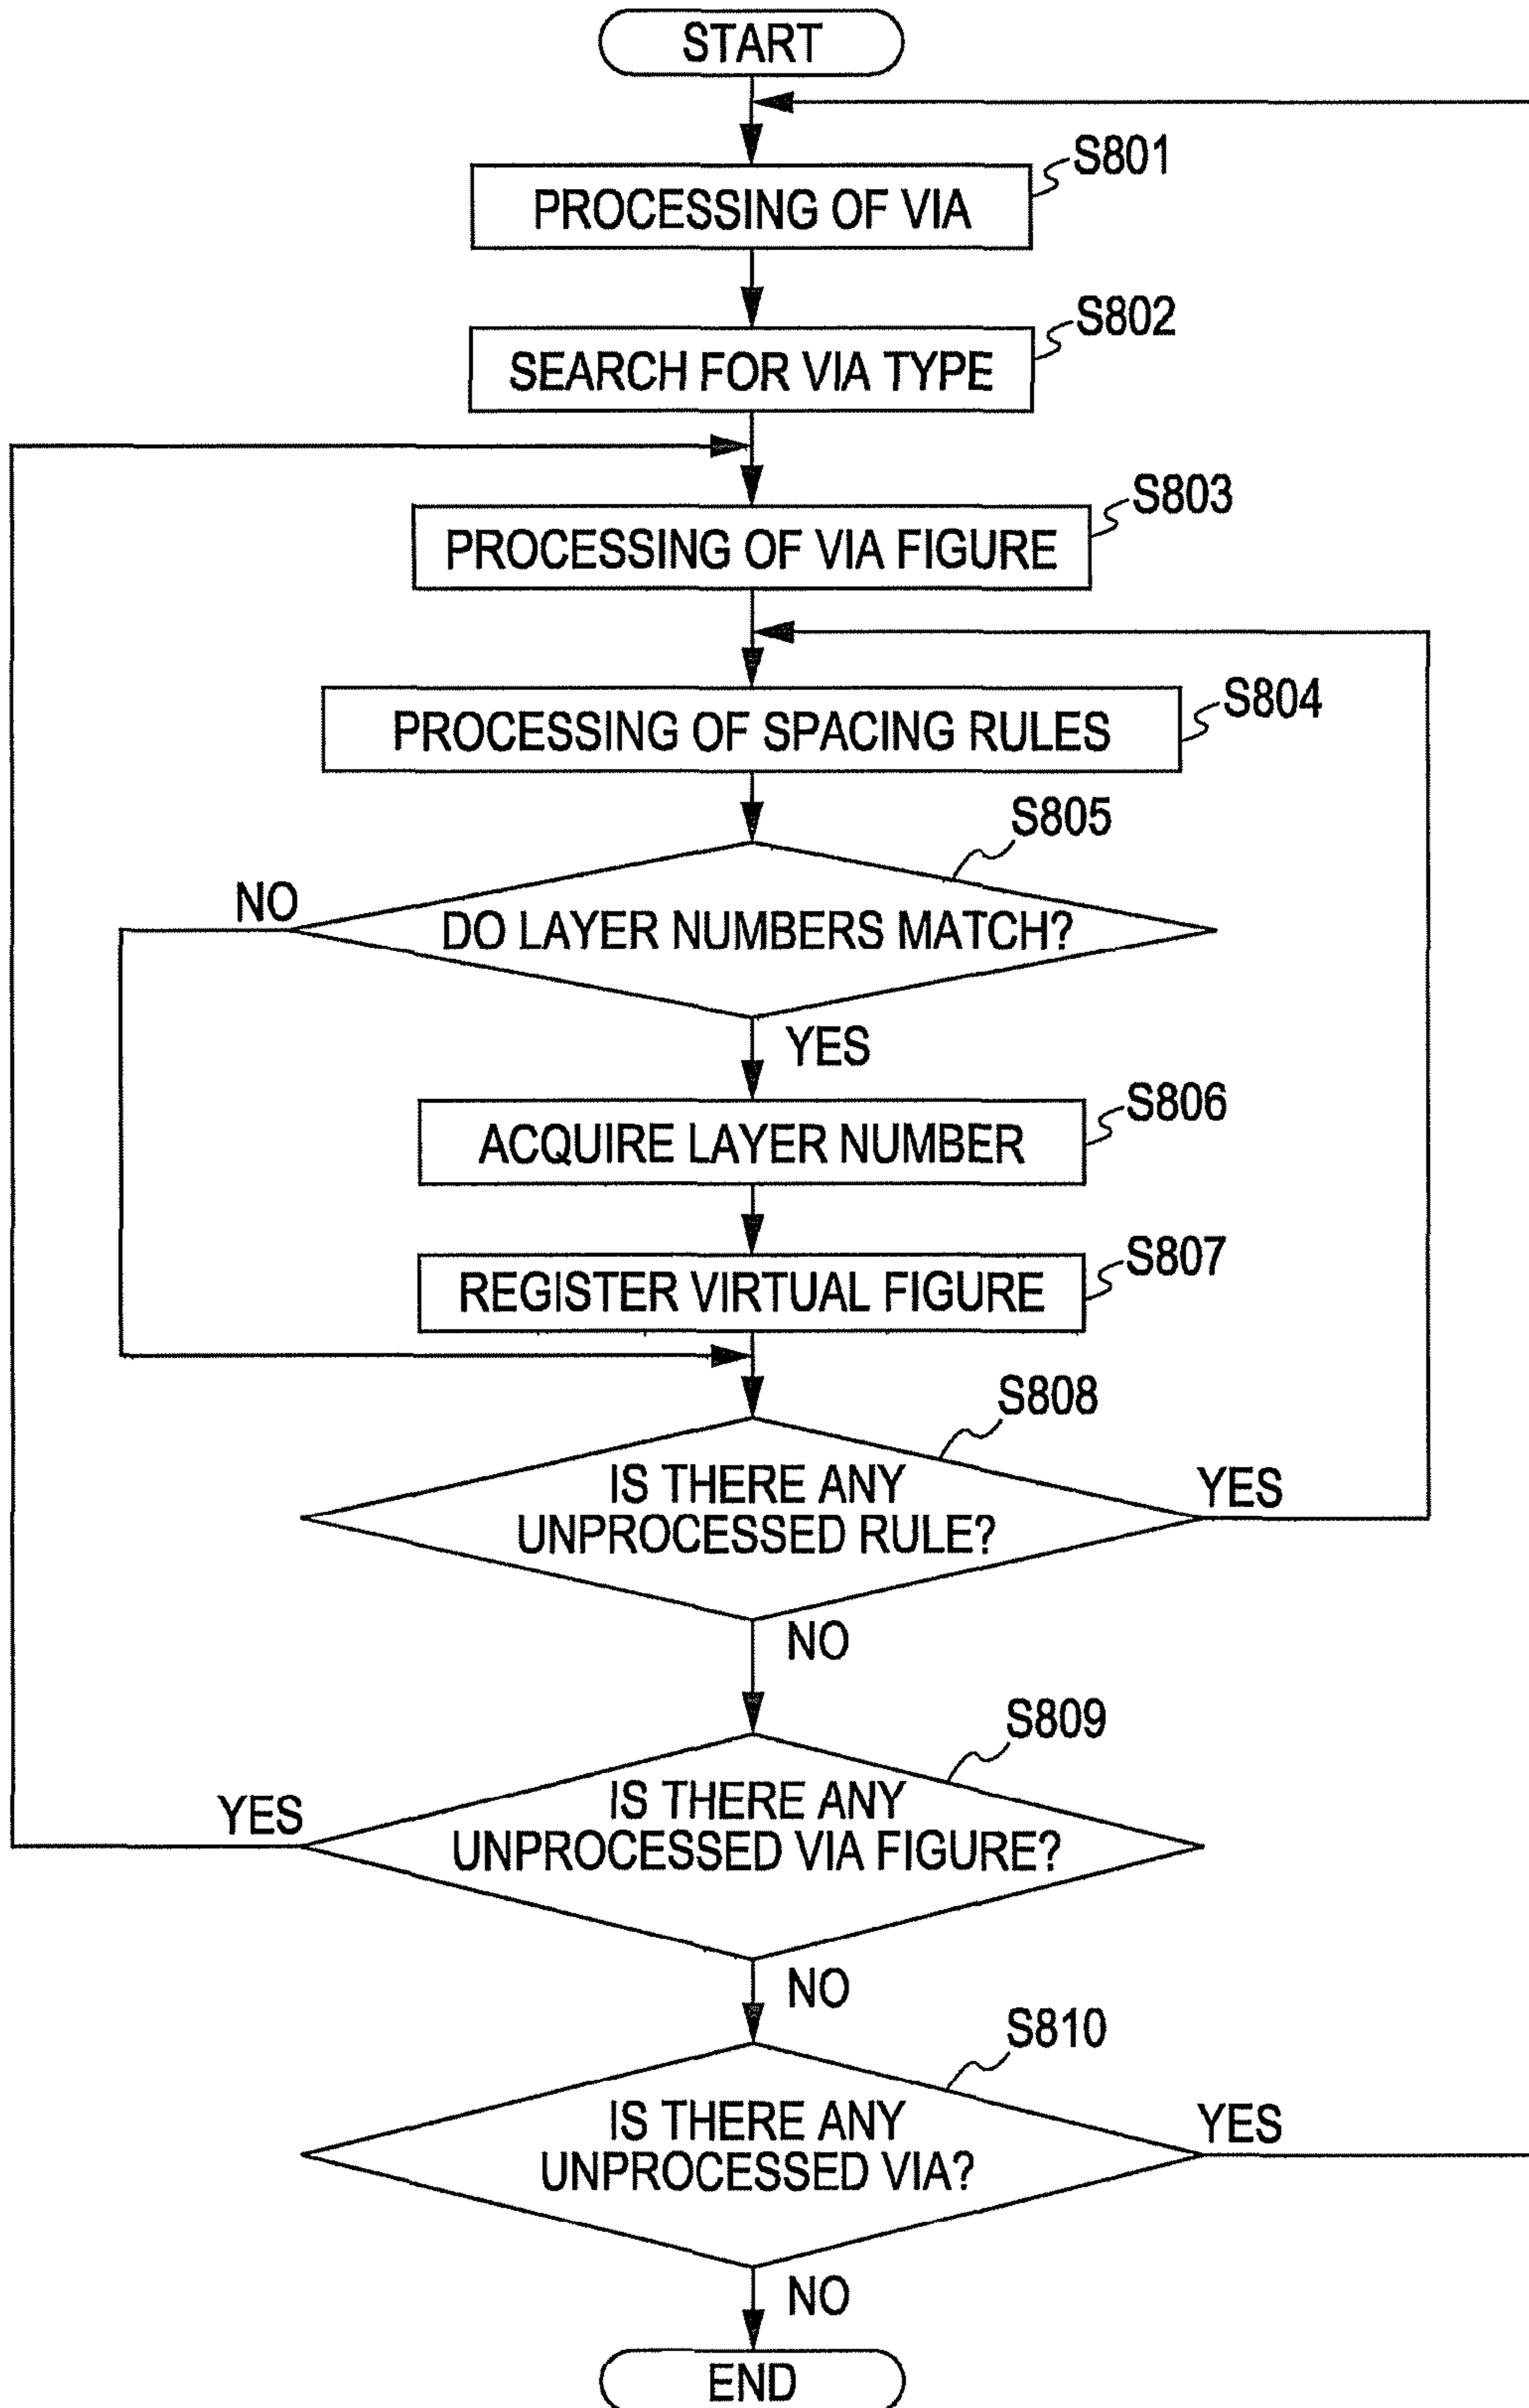 START
S801
PROCESSING OF VIA
S802
SEARCH FOR VIA TYPE
S803
PROCESSING OF VIA FIGURE
S804
PROCESSING OF SPACING RULES
S805
NO
DO LAYER NUMBERS MATCH?
YES
S806
ACQUIRE LAYER NUMBER
S807
REGISTER VIRTUAL FIGURE
S808
IS THERE ANY
UNPROCESSED RULE?
YES
NO
S809
IS THERE ANY
UNPROCESSED VIA FIGURE?
YES
NO
S810
IS THERE ANY
UNPROCESSED VIA?
YES
NO
END